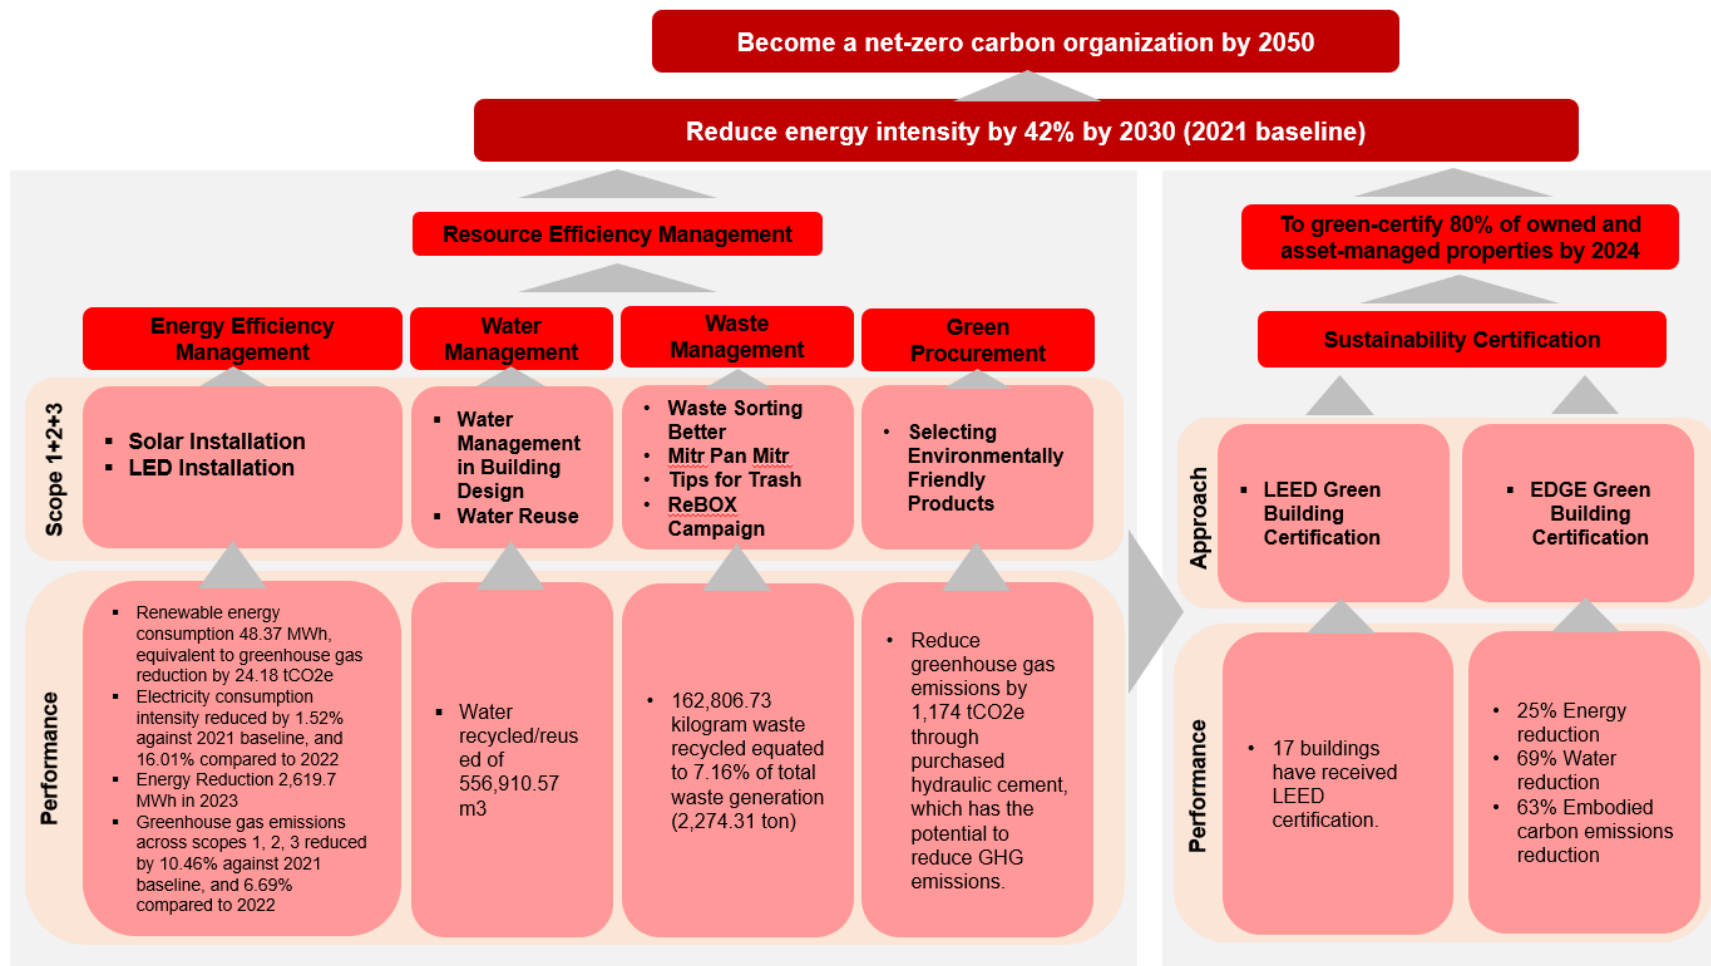 Become a net-zero carbon organization by 2050
Reduce energy intensity by 42% by 2030 (2021 baseline)
Resource Efficiency Management
Energy Efficiency
Management
Water
Management
Waste
Management
Green
Procurement
Scope 1+2+3
▪ Solar Installation
▪ LED Installation
▪ Water
Management
in Building
Design
▪ Water Reuse
• Waste Sorting
Better
• Mitr Pan Mitr
• Tips for Trash
• ReBOX
Campaign
• Selecting
Environmentally
Friendly
Products
Performance
▪ Renewable energy
consumption 48.37 MWh,
equivalent to greenhouse gas
reduction by 24.18 tCO2e
▪ Electricity consumption
intensity reduced by 1.52%
against 2021 baseline, and
16.01% compared to 2022
▪ Energy Reduction 2,619.7
MWh in 2023
▪ Greenhouse gas emissions
across scopes 1, 2, 3 reduced
by 10.46% against 2021
baseline, and 6.69%
compared to 2022
▪ Water
recycled/reus
ed of
556,910.57
m3
• 162,806.73
kilogram waste
recycled equated
to 7.16% of total
waste generation
(2,274.31 ton)
• Reduce
greenhouse gas
emissions by
1,174 tCO2e
through
purchased
hydraulic cement,
which has the
potential to
reduce GHG
emissions.
To green-certify 80% of owned and
asset-managed properties by 2024
Sustainability Certification
Approach
▪ LEED Green
Building
Certification
▪ EDGE Green
Building
Certification
Performance
• 17 buildings
have received
LEED
certification.
• 25% Energy
reduction
• 69% Water
reduction
• 63% Embodied
carbon emissions
reduction